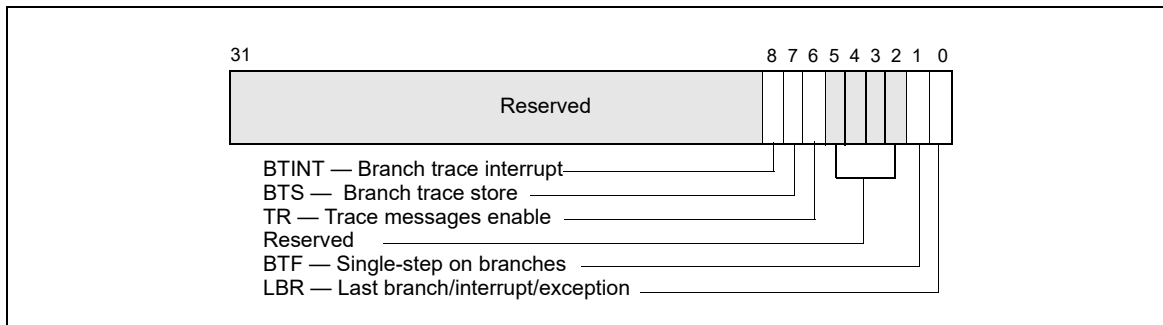 31 8 7 6 5 4 3 2 1 0
Reserved
BTINT — Branch trace interrupt
BTS — Branch trace store
TR — Trace messages enable
Reserved
BTF — Single-step on branches
LBR — Last branch/interrupt/exception